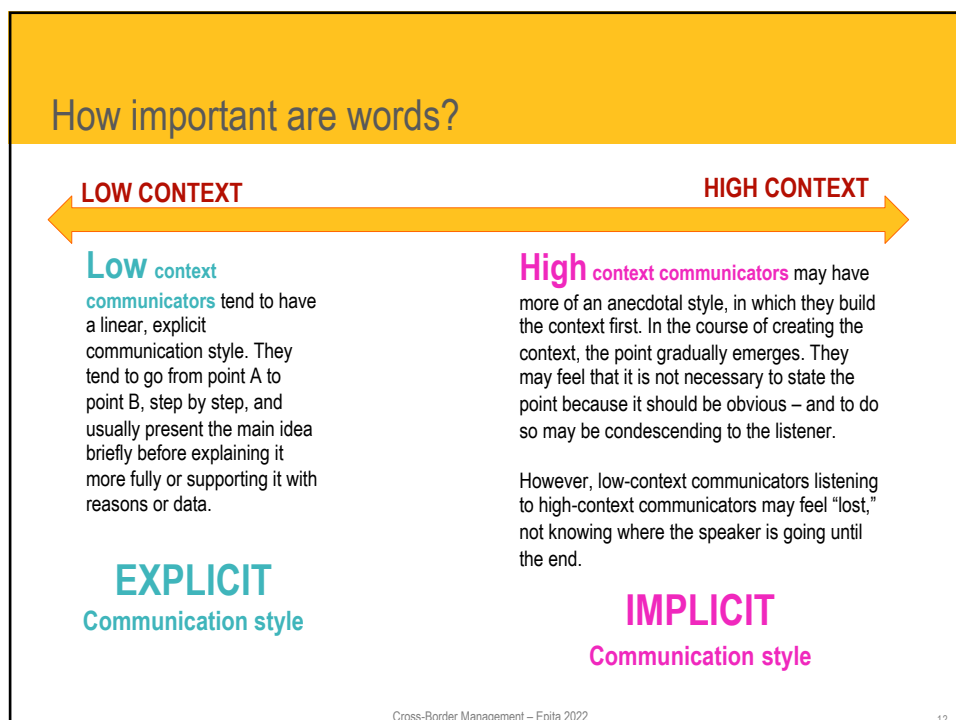 How important are words?
LOW CONTEXT
HIGH CONTEXT
Low context
communicators tend to have
a linear, explicit
communication style. They
tend to go from point A to
point B, step by step, and
usually present the main idea
briefly before explaining it
more fully or supporting it with
reasons or data.
EXPLICIT
Communication style
High context communicators may have
more of an anecdotal style, in which they build
the context first. In the course of creating the
context, the point gradually emerges. They
may feel that it is not necessary to state the
point because it should be obvious – and to do
so may be condescending to the listener.
However, low-context communicators listening
to high-context communicators may feel “lost,”
not knowing where the speaker is going until
the end.
IMPLICIT
Communication style
Cross-Border Management – Epita 2022
12